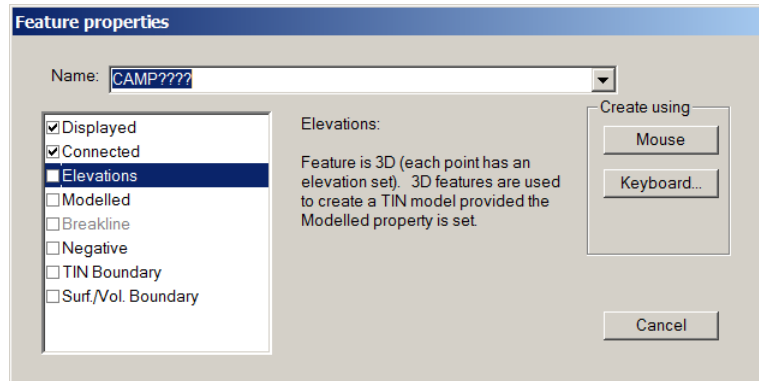 Feature properties
Name: CAMP????
Displayed
Connected
Elevations
Modelled
Breakline
Negative
TIN Boundary
Surf./Vol. Boundary
Elevations:
Feature is 3D (each point has an
elevation set).  3D features are used
to create a TIN model provided the
Modelled property is set.
Create using
Mouse
Keyboard...
Cancel